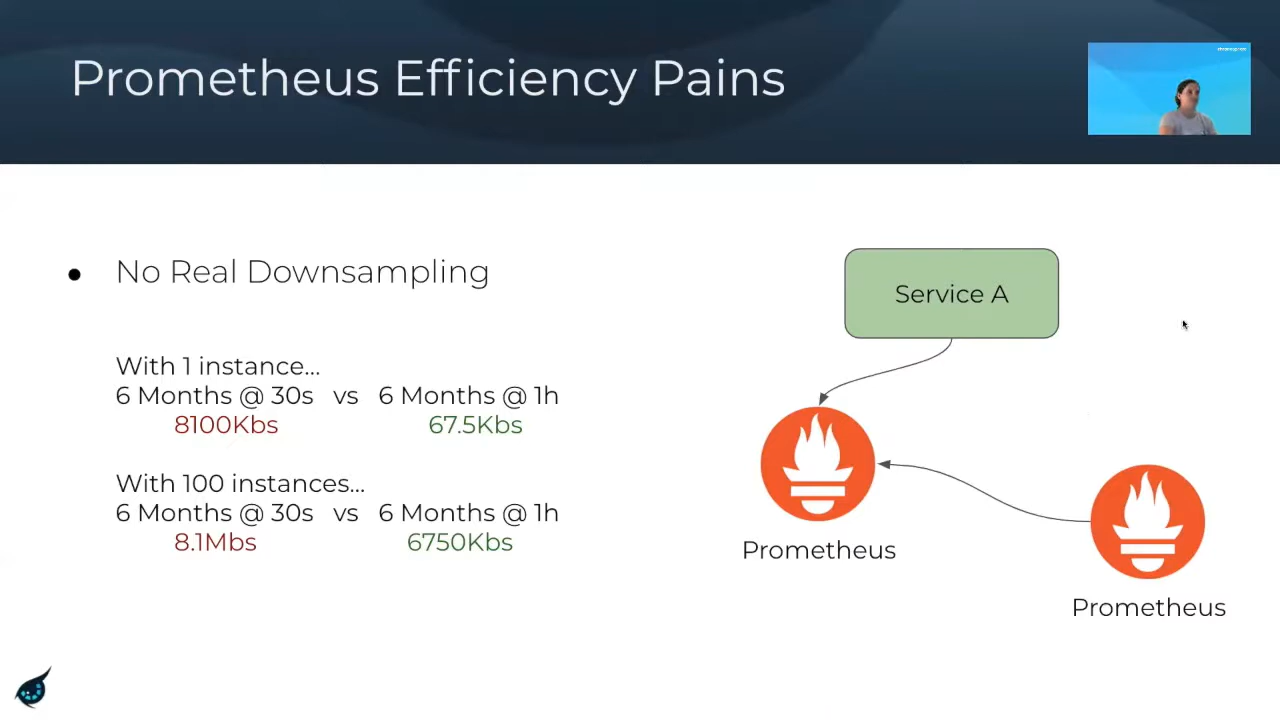 Prometheus Efficiency Pains
● No Real Downsampling
With 1 instance...
6 Months @ 30s vs 6 Months @ 1h
8100Kbs 67.5Kbs
With 100 instances...
6 Months @ 30s vs 6 Months @ 1h
8.1Mbs 6750Kbs
Service A
Prometheus
Prometheus